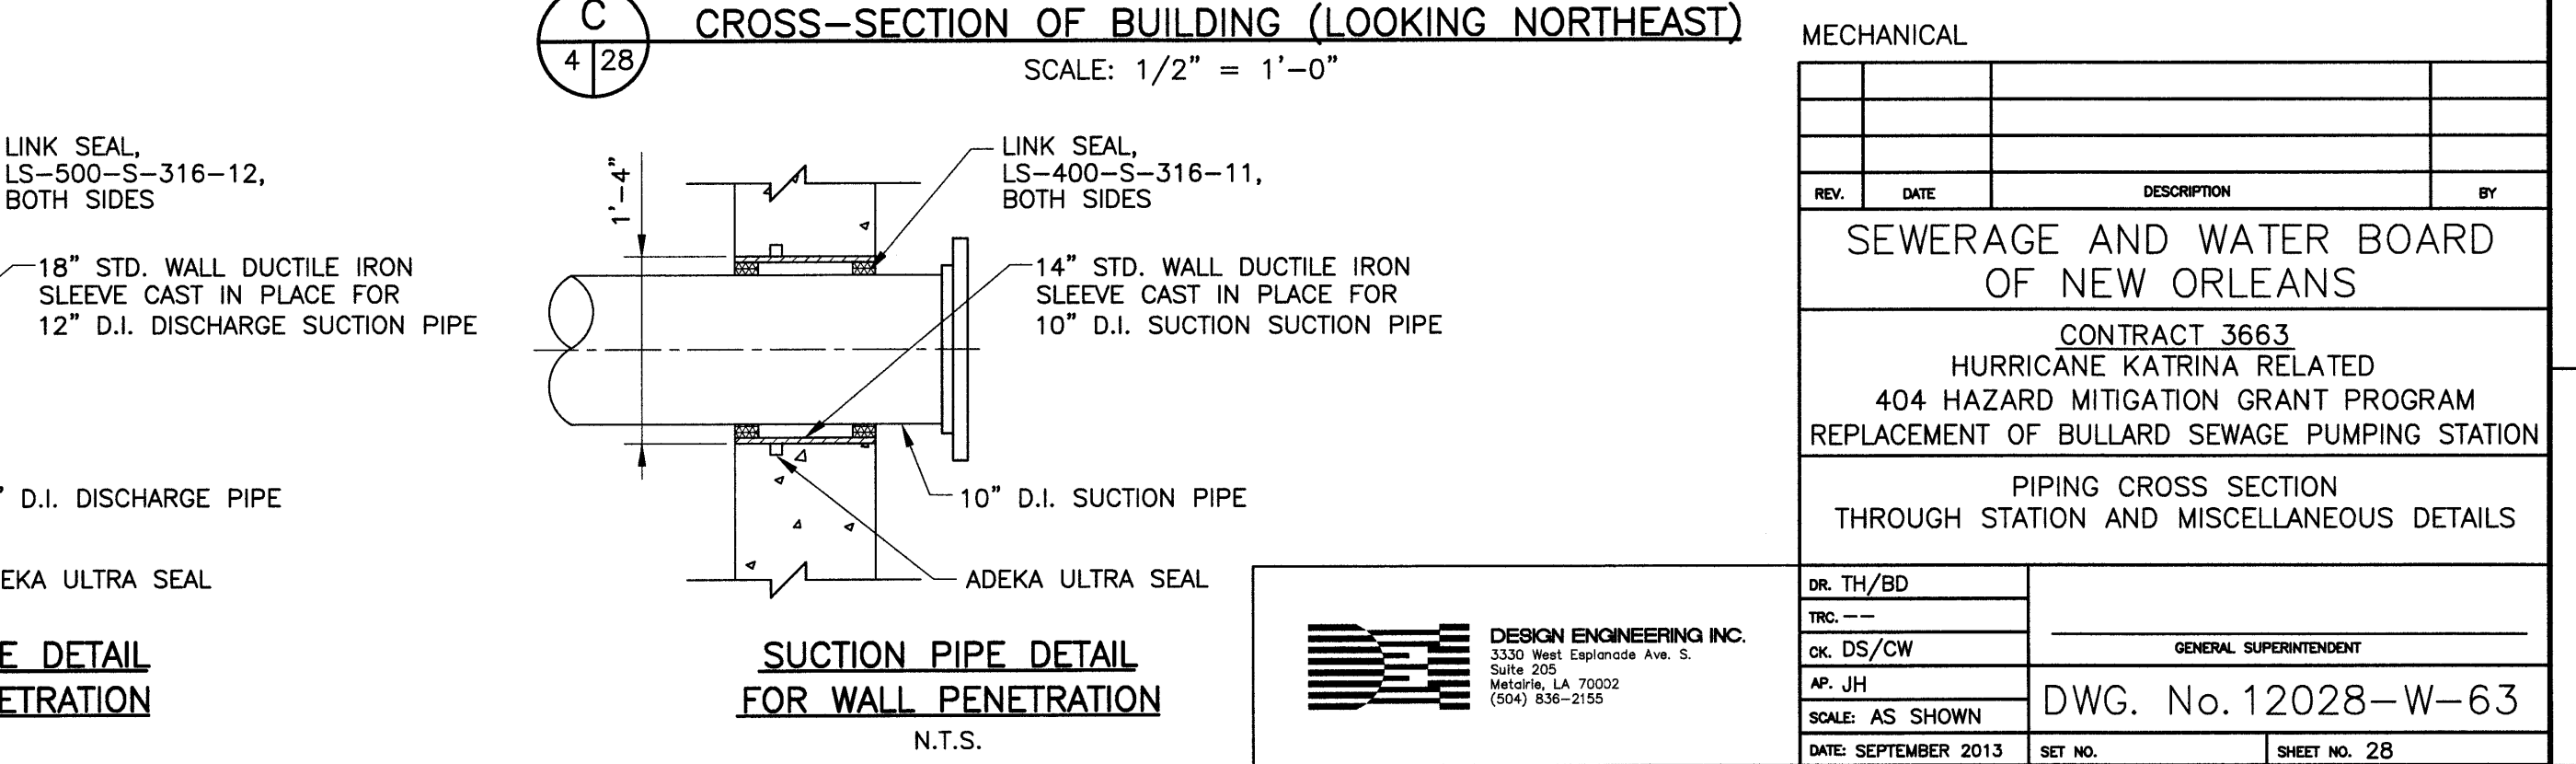 C
4 28
CROSS-SECTION OF BUILDING (LOOKING NORTHEAST)
SCALE: 1/2" = 1'-0"
LINK SEAL,
LS-500-S-316-12,
BOTH SIDES
18" STD. WALL DUCTILE IRON
SLEEVE CAST IN PLACE FOR
12" D.I. DISCHARGE SUCTION PIPE
" D.I. DISCHARGE PIPE
EKA ULTRA SEAL
E DETAIL
ETRATION
1'-4"
LINK SEAL,
LS-400-S-316-11,
BOTH SIDES
14" STD. WALL DUCTILE IRON
SLEEVE CAST IN PLACE FOR
10" D.I. SUCTION SUCTION PIPE
10" D.I. SUCTION PIPE
ADEKA ULTRA SEAL
SUCTION PIPE DETAIL
FOR WALL PENETRATION
N.T.S.
DESIGN ENGINEERING INC.
3330 West Esplanade Ave. S.
Suite 205
Metairie, LA 70002
(504) 836-2155
MECHANICAL
REV. DATE DESCRIPTION BY
SEWERAGE AND WATER BOARD
OF NEW ORLEANS
CONTRACT 3663
HURRICANE KATRINA RELATED
404 HAZARD MITIGATION GRANT PROGRAM
REPLACEMENT OF BULLARD SEWAGE PUMPING STATION
PIPING CROSS SECTION
THROUGH STATION AND MISCELLANEOUS DETAILS
DR. TH/BD
TRC. --
CK. DS/CW
GENERAL SUPERINTENDENT
AP. JH
SCALE: AS SHOWN
DWG. No. 12028-W-63
DATE: SEPTEMBER 2013 SET NO. SHEET NO. 28